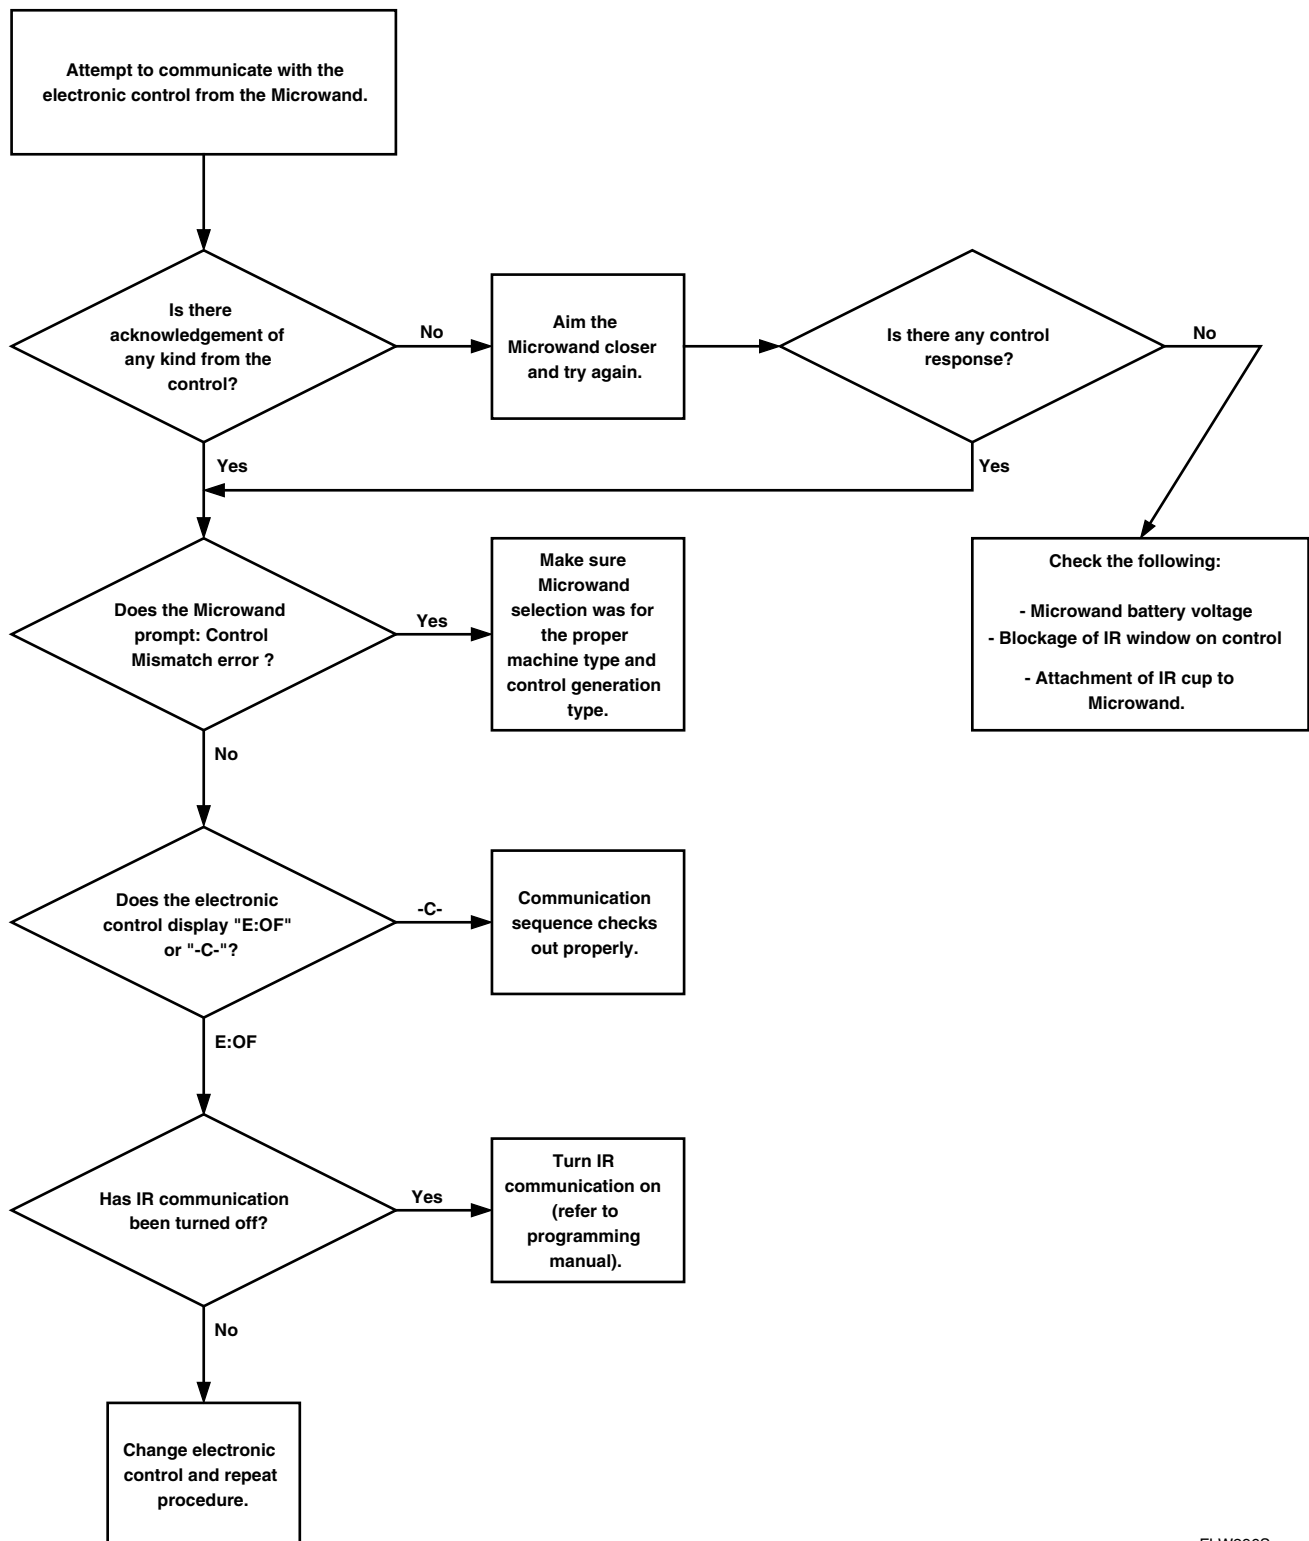 Attempt to communicate with the
electronic control from the Microwand.
Is there
acknowledgement of
any kind from the
control?
No
Aim the
Microwand closer
and try again.
Is there any control
response?
No
Yes
Yes
Does the Microwand
prompt: Control
Mismatch error ?
Yes
Make sure
Microwand
selection was for
the proper
machine type and
control generation
type.
Check the following:
- Microwand battery voltage
- Blockage of IR window on control
- Attachment of IR cup to
Microwand.
No
Does the electronic
control display "E:OF"
or "-C-"?
-C-
Communication
sequence checks
out properly.
E:OF
Has IR communication
been turned off?
Yes
Turn IR
communication on
(refer to
programming
manual).
No
Change electronic
control and repeat
procedure.